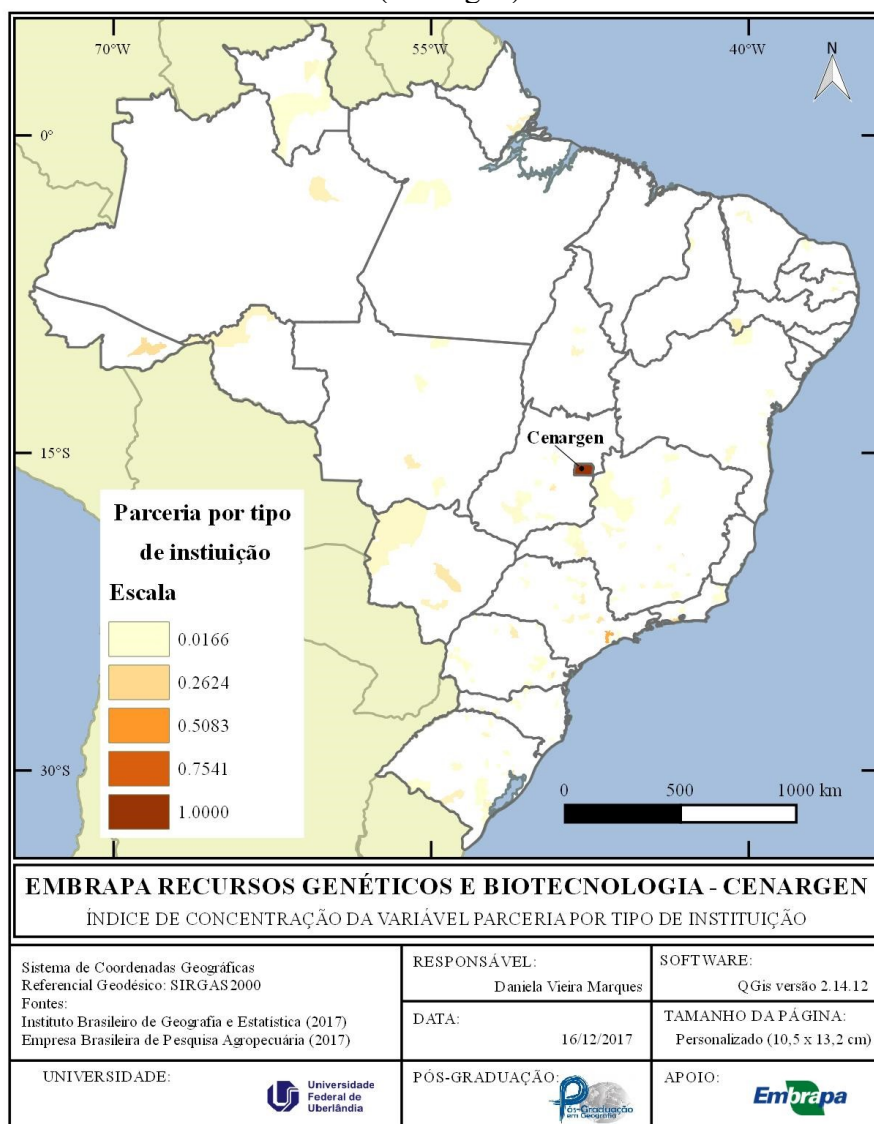 70°W 55°W 40°W
N
0°
15°S
30°S
Cenargen
Parceria por tipo
de instiuição
Escala
0.0166
0.2624
0.5083
0.7541
1.0000
0 500 1000 km
EMBRAPA RECURSOS GENÉTICOS E BIOTECNOLOGIA - CENARGEN
ÍNDICE DE CONCENTRAÇÃO DA VARIÁVEL PARCERIA POR TIPO DE INSTITUIÇÃO
Sistema de Coordenadas Geográficas
Referencial Geodésico: SIRGAS2000
Fontes:
Instituto Brasileiro de Geografia e Estatística (2017)
Empresa Brasileira de Pesquisa Agropecuária (2017)
RESPONSÁVEL:
Daniela Vieira Marques
SOFTWARE:
QGis versão 2.14.12
DATA:
16/12/2017
TAMANHO DA PÁGINA:
Personalizado (10,5 x 13,2 cm)
UNIVERSIDADE:
Universidade
Federal de
Uberlândia
PÓS-GRADUAÇÃO:
Pós-Graduação
em Geografia
APOIO:
Embrapa